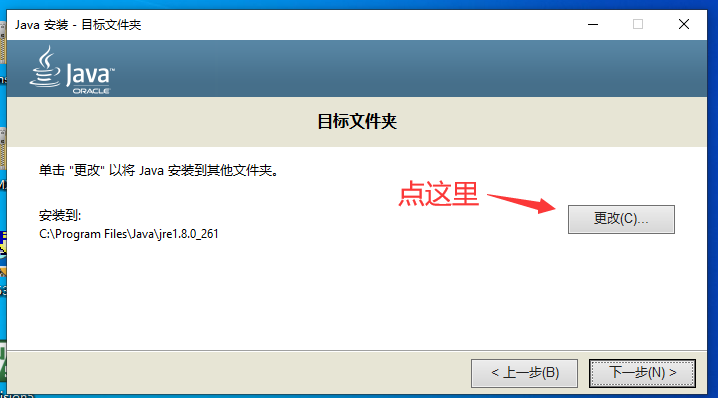 Java 安装 - 目标文件夹
Java™
ORACLE
目标文件夹
单击 "更改" 以将 Java 安装到其他文件夹。
点这里
更改(C)...
安装到:
C:\Program Files\Java\jre1.8.0_261
< 上一步(B)
下一步(N) >